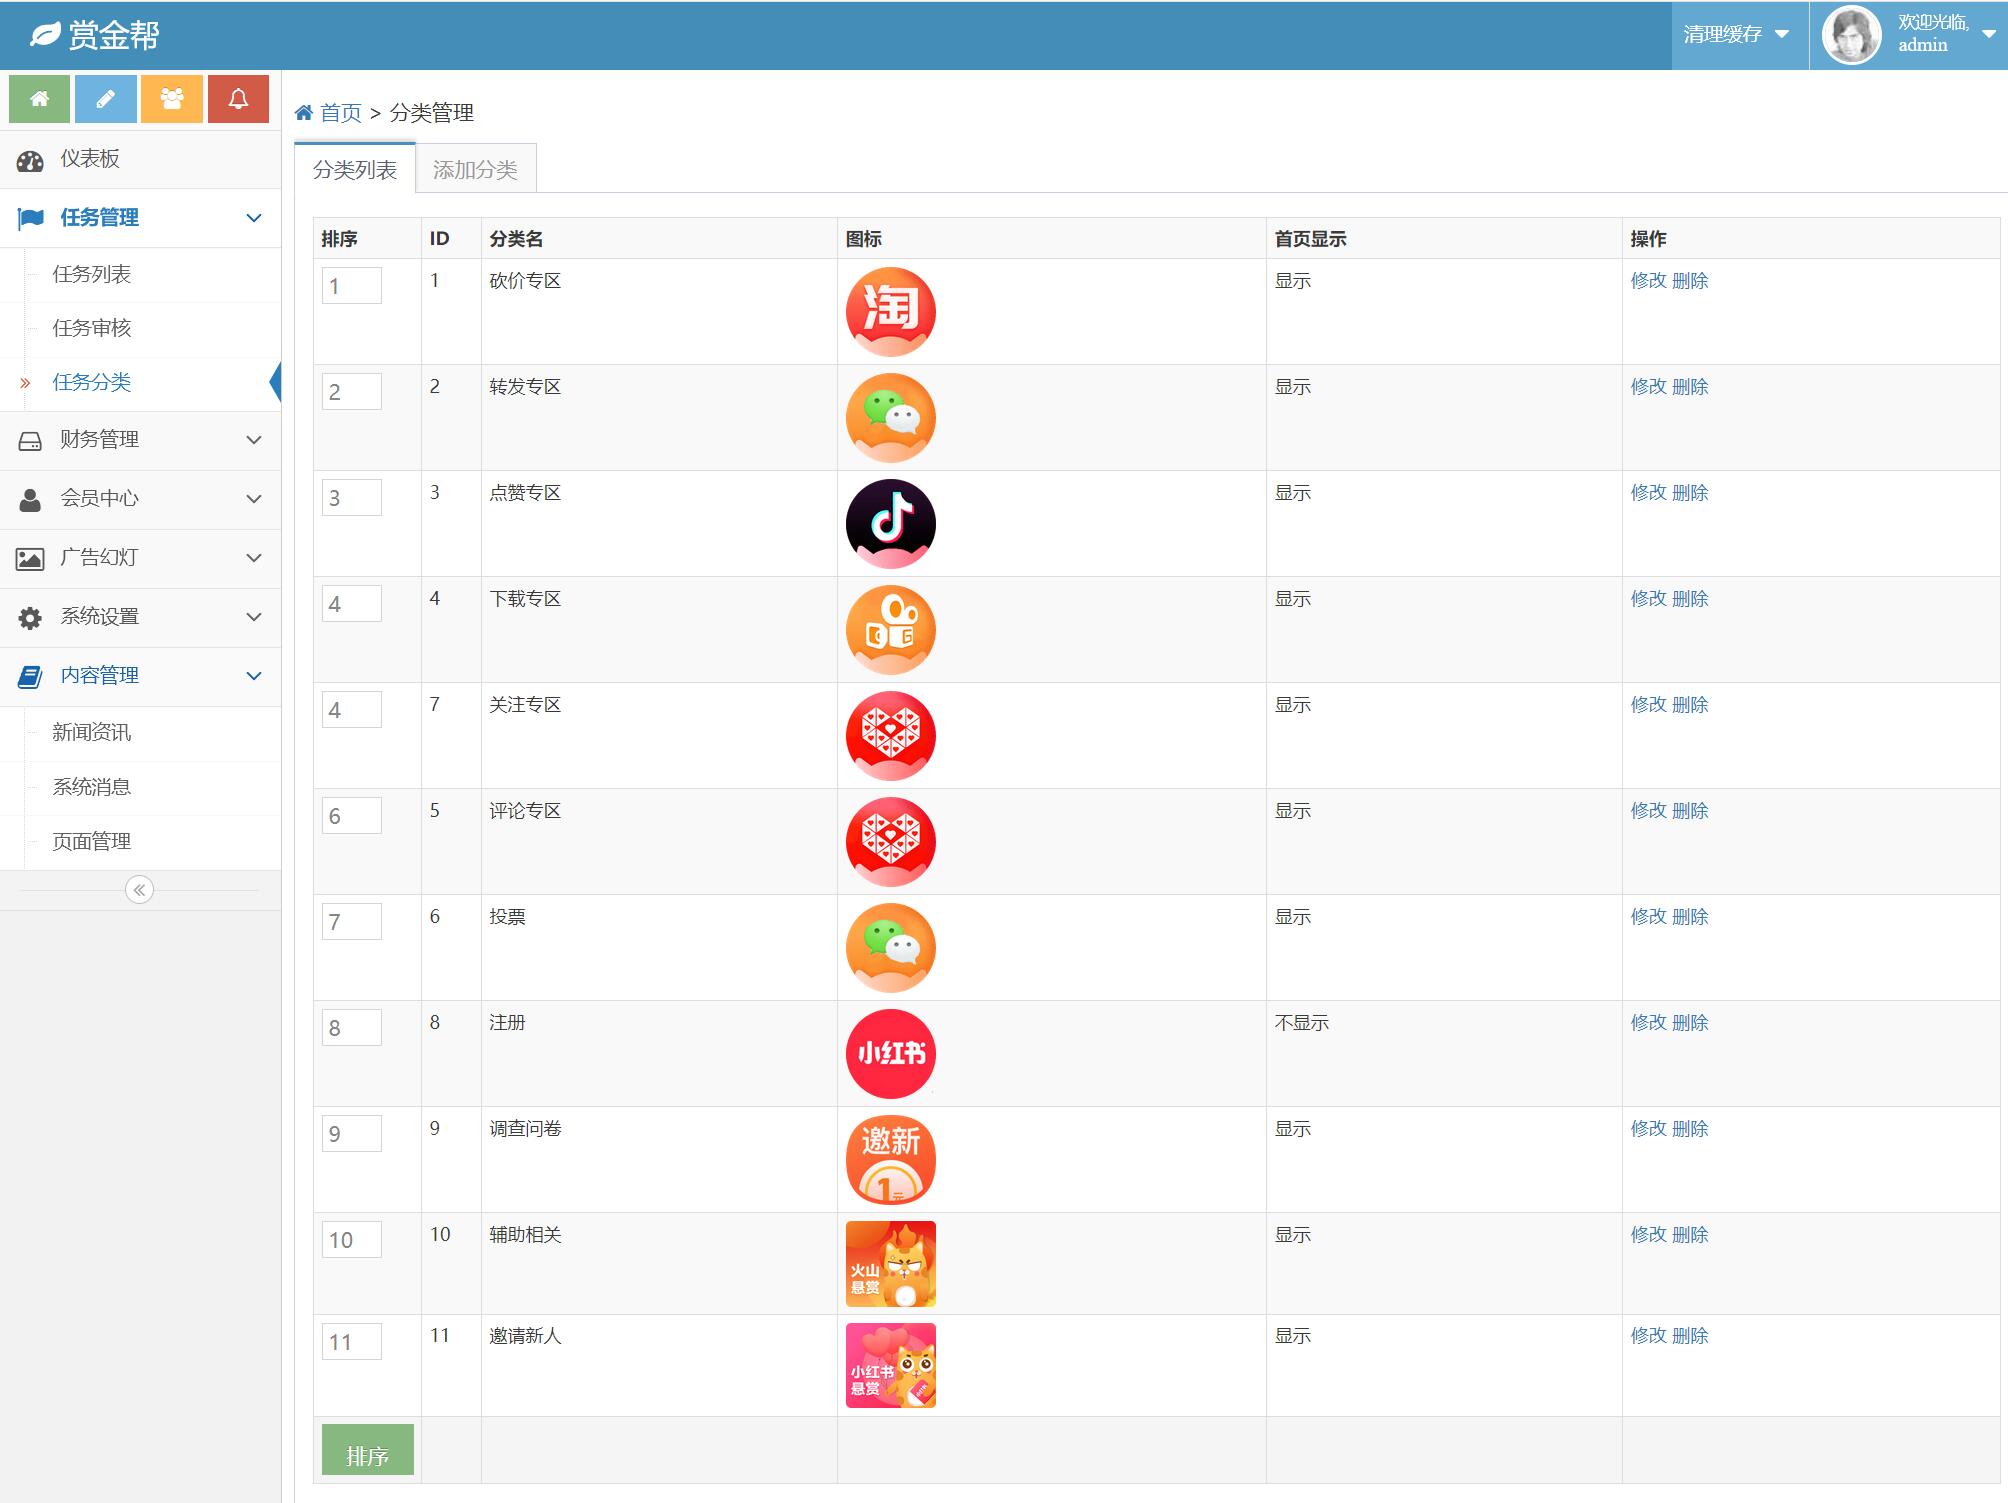 赏金帮
清理缓存
欢迎光临,
admin
首页 > 分类管理
仪表板
任务管理
任务列表
任务审核
任务分类
财务管理
会员中心
广告幻灯
系统设置
内容管理
新闻资讯
系统消息
页面管理
分类列表 添加分类
排序 ID 分类名 图标 首页显示 操作
1 1 砍价专区 淘 显示 修改 删除
2 2 转发专区 显示 修改 删除
3 3 点赞专区 显示 修改 删除
4 4 下载专区 显示 修改 删除
4 7 关注专区 显示 修改 删除
6 5 评论专区 显示 修改 删除
7 6 投票 显示 修改 删除
8 8 注册 小红书 不显示 修改 删除
9 9 调查问卷 显示 修改 删除
邀新
1元
10 10 辅助相关 显示 修改 删除
火山
悬赏
11 11 邀请新人 显示 修改 删除
小红书
悬赏
排序